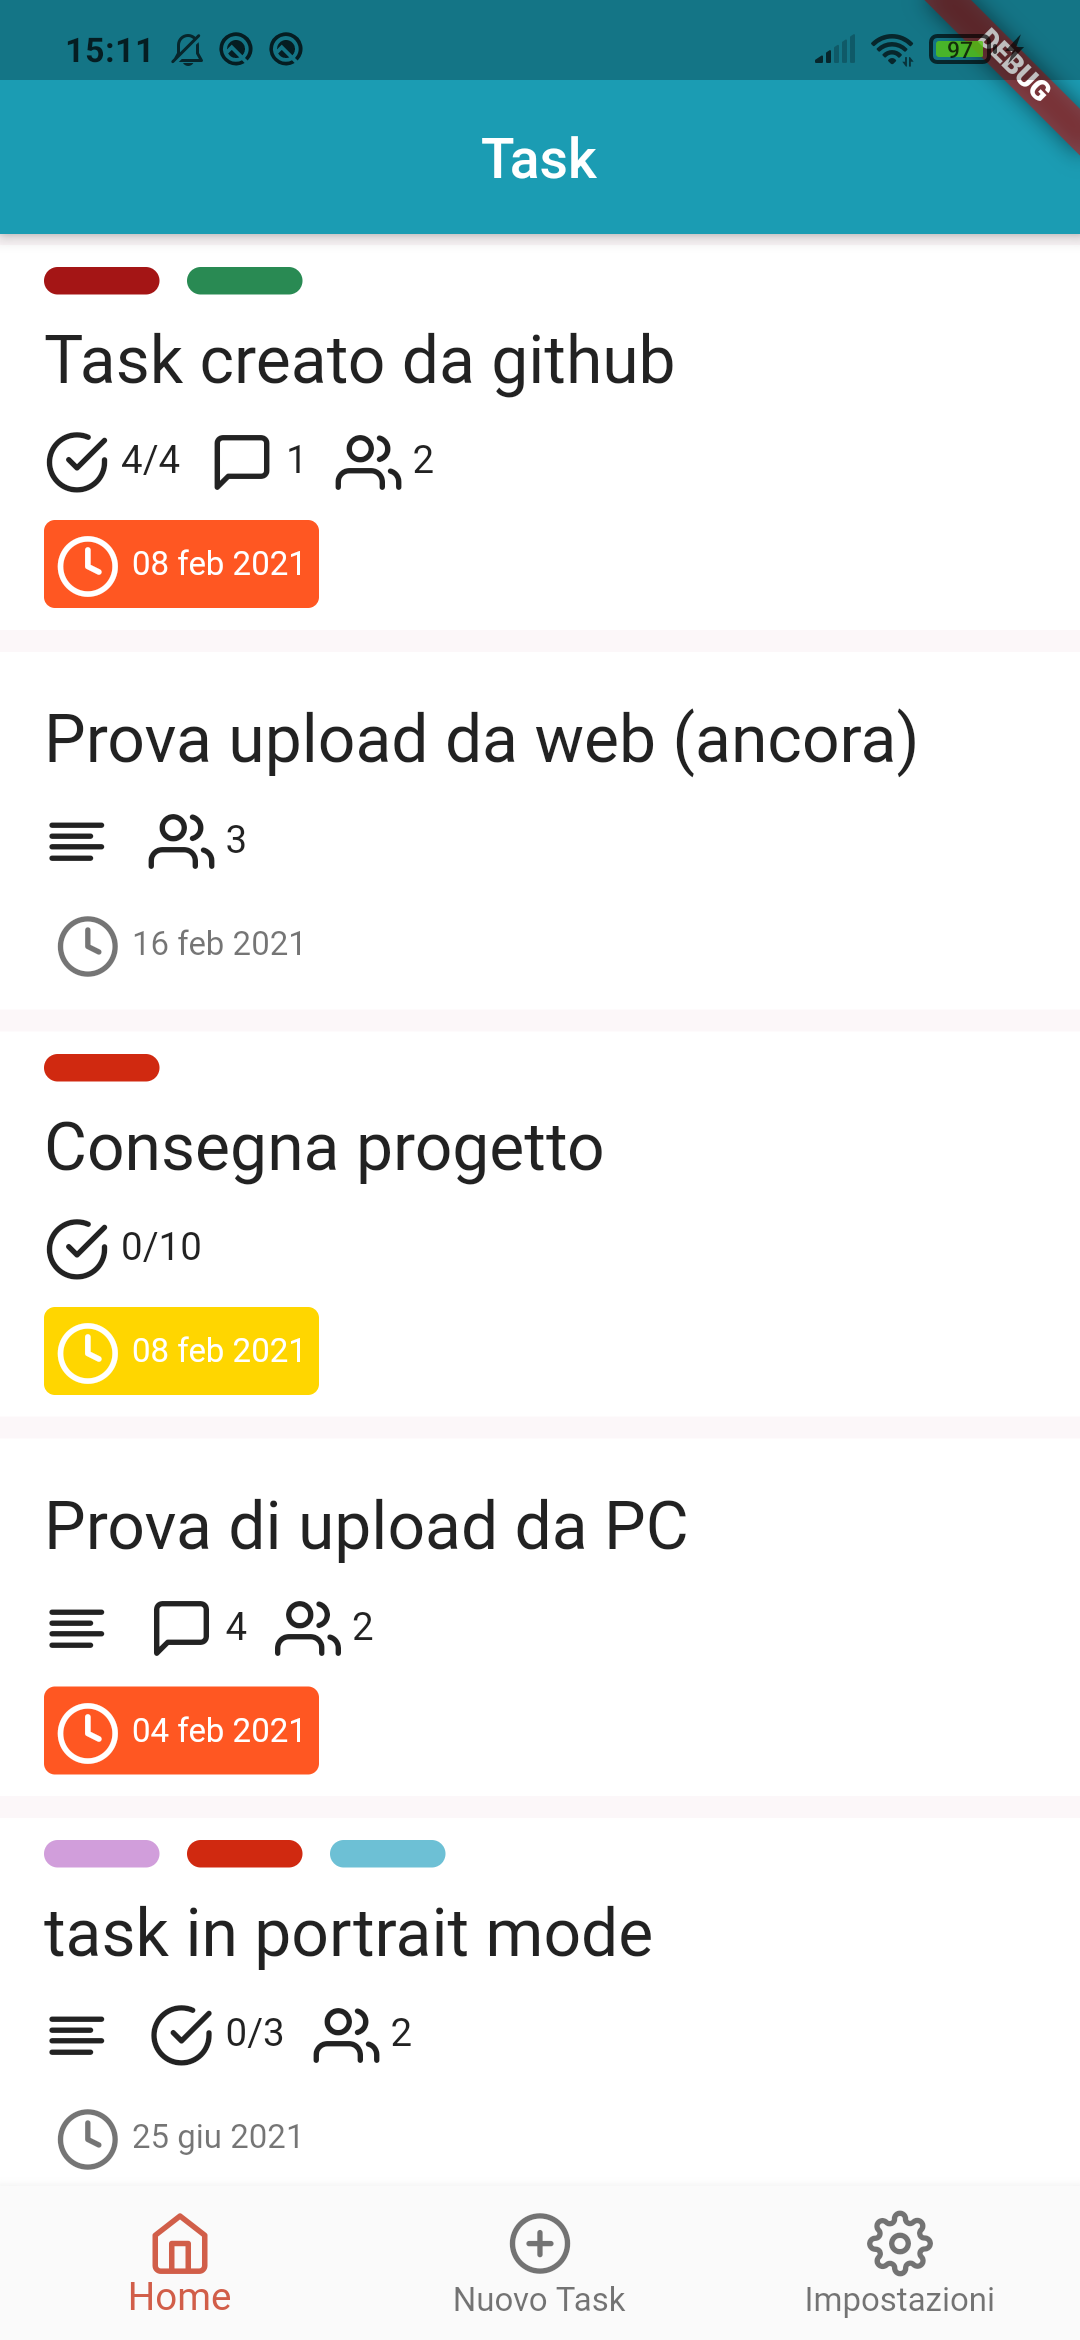 15:11
97
DEBUG
Task
Task creato da github
4/4 1 2
08 feb 2021
Prova upload da web (ancora)
3
16 feb 2021
Consegna progetto
0/10
08 feb 2021
Prova di upload da PC
4 2
04 feb 2021
task in portrait mode
0/3 2
25 giu 2021
Home
Nuovo Task
Impostazioni